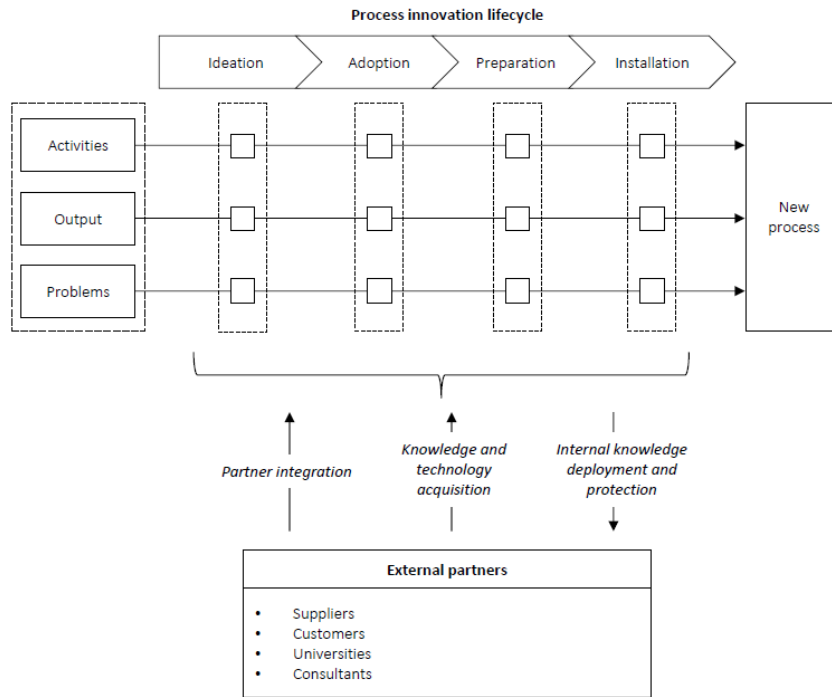 Process innovation lifecycle
Ideation
Adoption
Preparation
Installation
Activities
Output
Problems
New
process
Partner integration
Knowledge and
technology
acquisition
Internal knowledge
deployment and
protection
External partners
• Suppliers
• Customers
• Universities
• Consultants